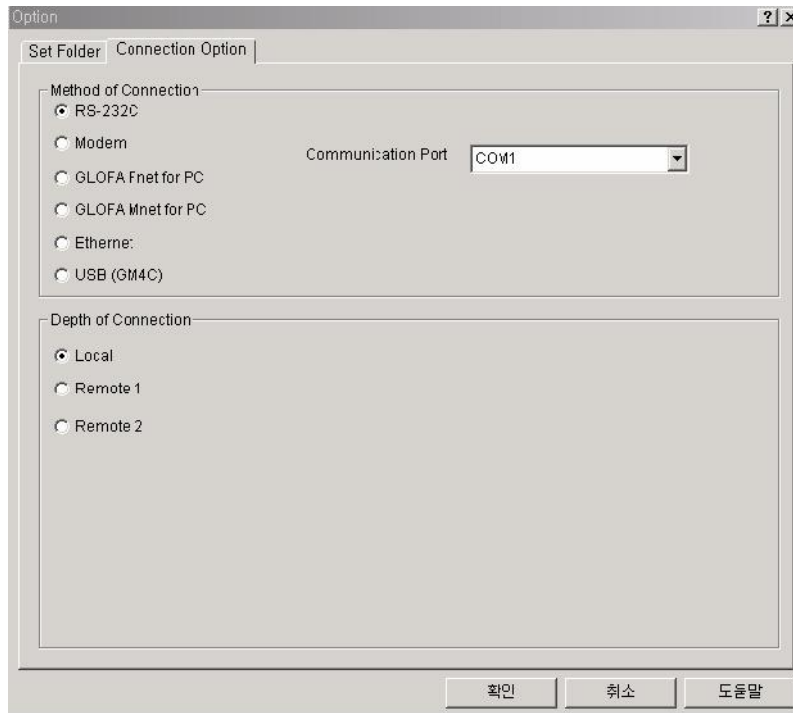 Option
Set Folder
Connection Option
Method of Connection
RS-232C
Modem
Communication Port
COM1
GLOFA Fnet for PC
GLOFA Mnet for PC
Ethernet
USB (GM4C)
Depth of Connection
Local
Remote 1
Remote 2
확인
취소
도움말